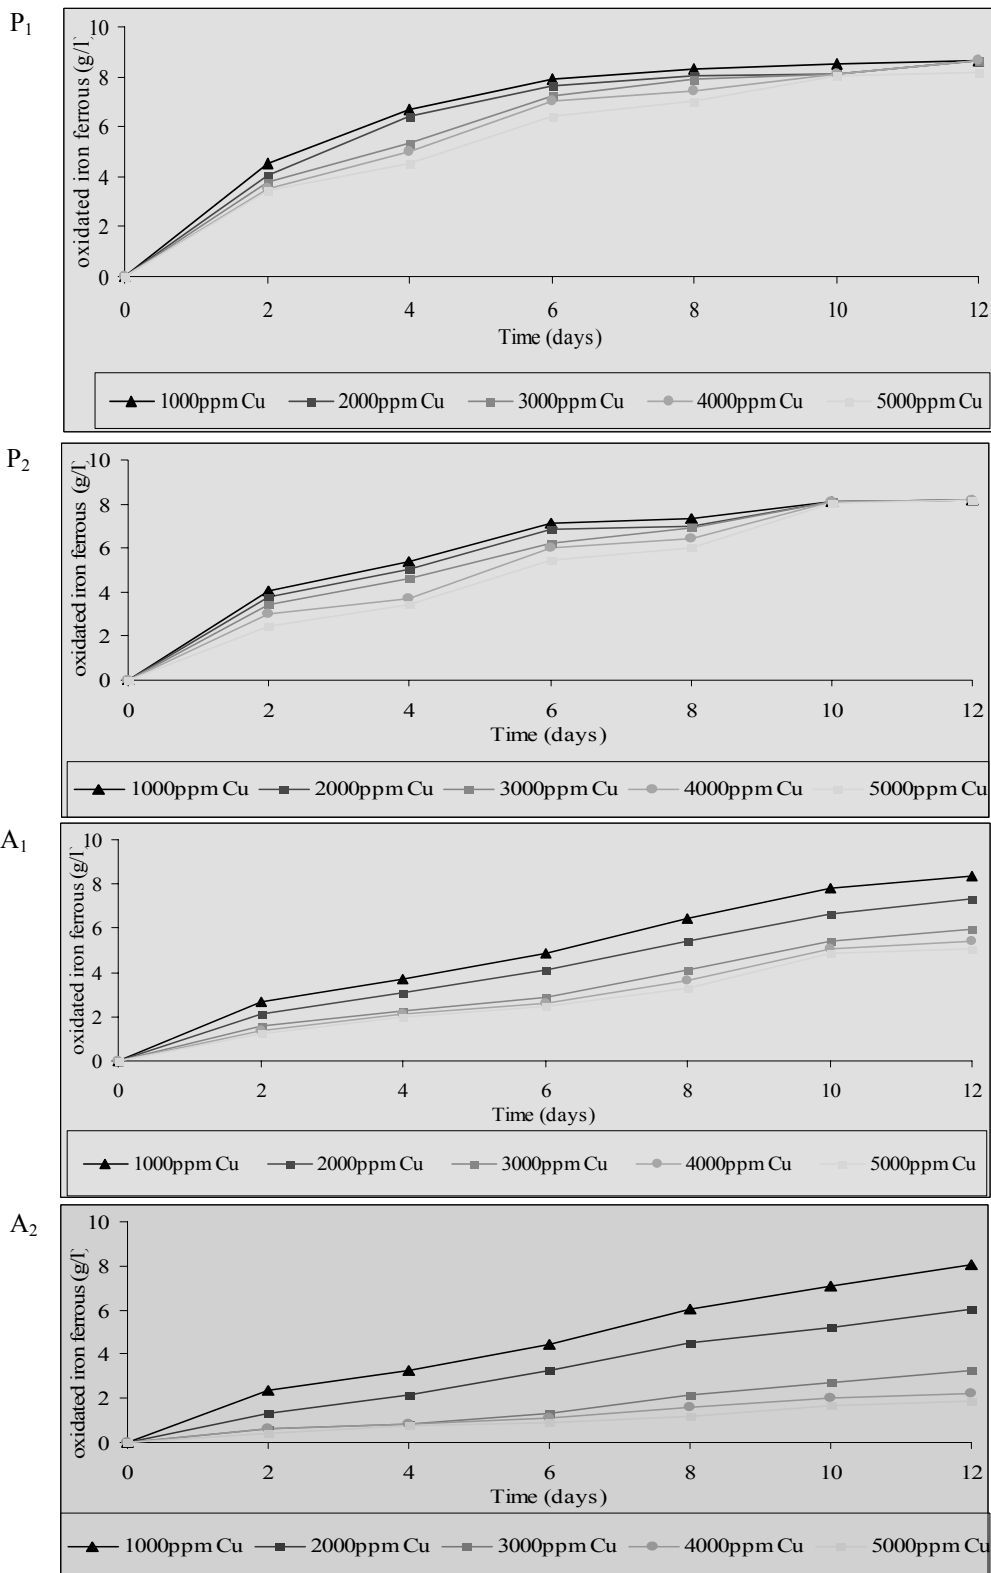 P₁
10
8
6
4
2
0
oxidated iron ferrous (g/l)
0 2 4 6 8 10 12
Time (days)
1000ppm Cu 2000ppm Cu 3000ppm Cu 4000ppm Cu 5000ppm Cu
P₂
10
8
6
4
2
0
oxidated iron ferrous (g/l)
0 2 4 6 8 10 12
Time (days)
1000ppm Cu 2000ppm Cu 3000ppm Cu 4000ppm Cu 5000ppm Cu
A₁
10
8
6
4
2
0
oxidated iron ferrous (g/l)
0 2 4 6 8 10 12
Time (days)
1000ppm Cu 2000ppm Cu 3000ppm Cu 4000ppm Cu 5000ppm Cu
A₂
10
8
6
4
2
0
oxidated iron ferrous (g/l)
0 2 4 6 8 10 12
Time (days)
1000ppm Cu 2000ppm Cu 3000ppm Cu 4000ppm Cu 5000ppm Cu